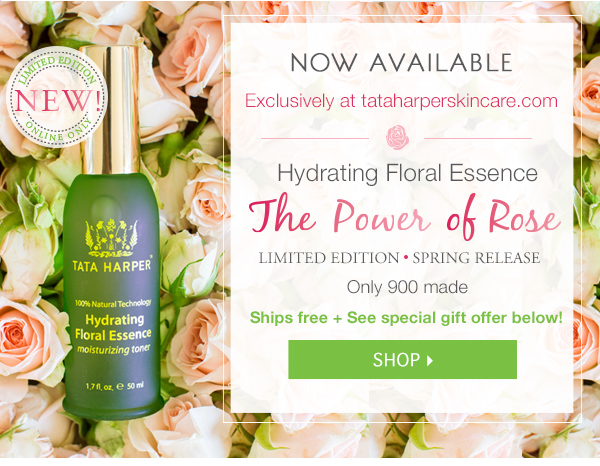 LIMITED EDITION
NEW!
ONLINE ONLY
TATA HARPER®
100% Natural Technology
Hydrating
Floral Essence
moisturizing toner
1.7 fl. oz. ℮ 50 ml
NOW AVAILABLE
Exclusively at tataharperskincare.com
Hydrating Floral Essence
The Power of Rose
LIMITED EDITION • SPRING RELEASE
Only 900 made
Ships free + See special gift offer below!
SHOP